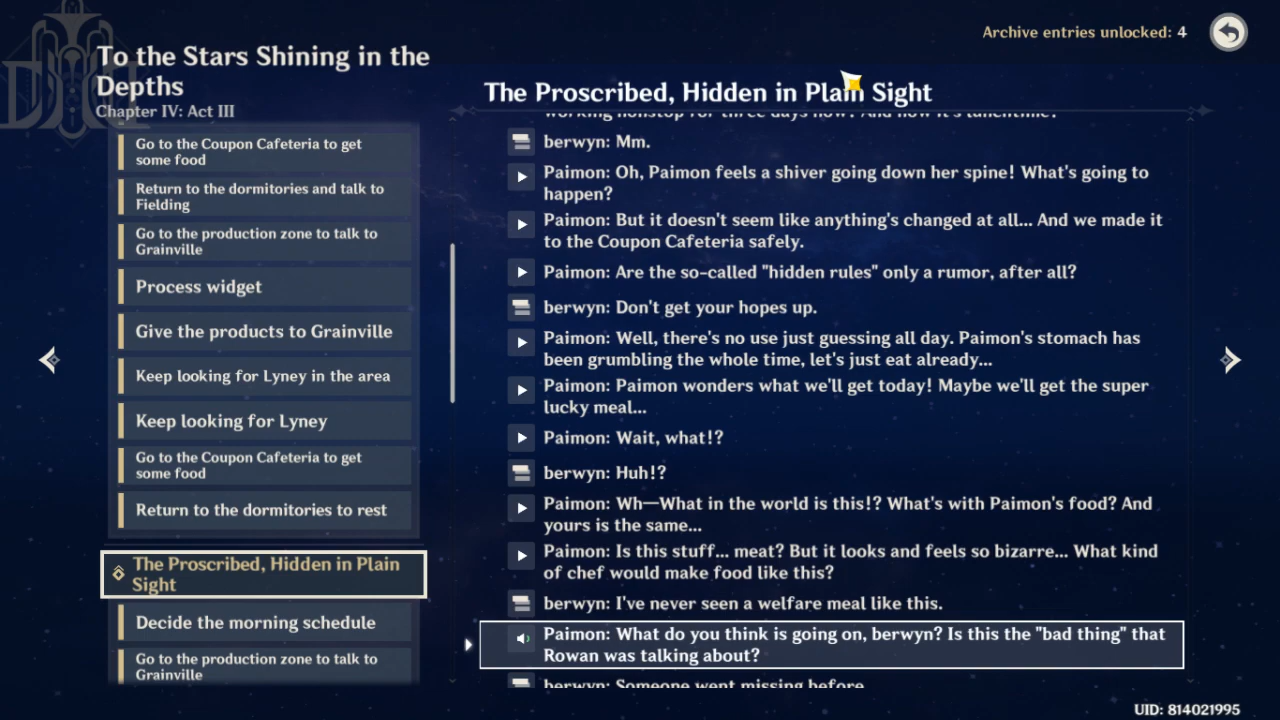 Archive entries unlocked: 4
To the Stars Shining in the
Depths
Chapter IV: Act III
Go to the Coupon Cafeteria to get
some food
Return to the dormitories and talk to
Fielding
Go to the production zone to talk to
Grainville
Process widget
Give the products to Grainville
Keep looking for Lyney in the area
Keep looking for Lyney
Go to the Coupon Cafeteria to get
some food
Return to the dormitories to rest
The Proscribed, Hidden in Plain
Sight
Decide the morning schedule
Go to the production zone to talk to
Grainville
The Proscribed, Hidden in Plain Sight
working nonstop for three days now? And now it's lunchtime?
berwyn: Mm.
Paimon: Oh, Paimon feels a shiver going down her spine! What's going to
happen?
Paimon: But it doesn't seem like anything's changed at all... And we made it
to the Coupon Cafeteria safely.
Paimon: Are the so-called "hidden rules" only a rumor, after all?
berwyn: Don't get your hopes up.
Paimon: Well, there's no use just guessing all day. Paimon's stomach has
been grumbling the whole time, let's just eat already...
Paimon: Paimon wonders what we'll get today! Maybe we'll get the super
lucky meal...
Paimon: Wait, what!?
berwyn: Huh!?
Paimon: Wh—What in the world is this!? What's with Paimon's food? And
yours is the same...
Paimon: Is this stuff... meat? But it looks and feels so bizarre... What kind
of chef would make food like this?
berwyn: I've never seen a welfare meal like this.
Paimon: What do you think is going on, berwyn? Is this the "bad thing" that
Rowan was talking about?
berwyn: Someone went missing before
UID: 814021995